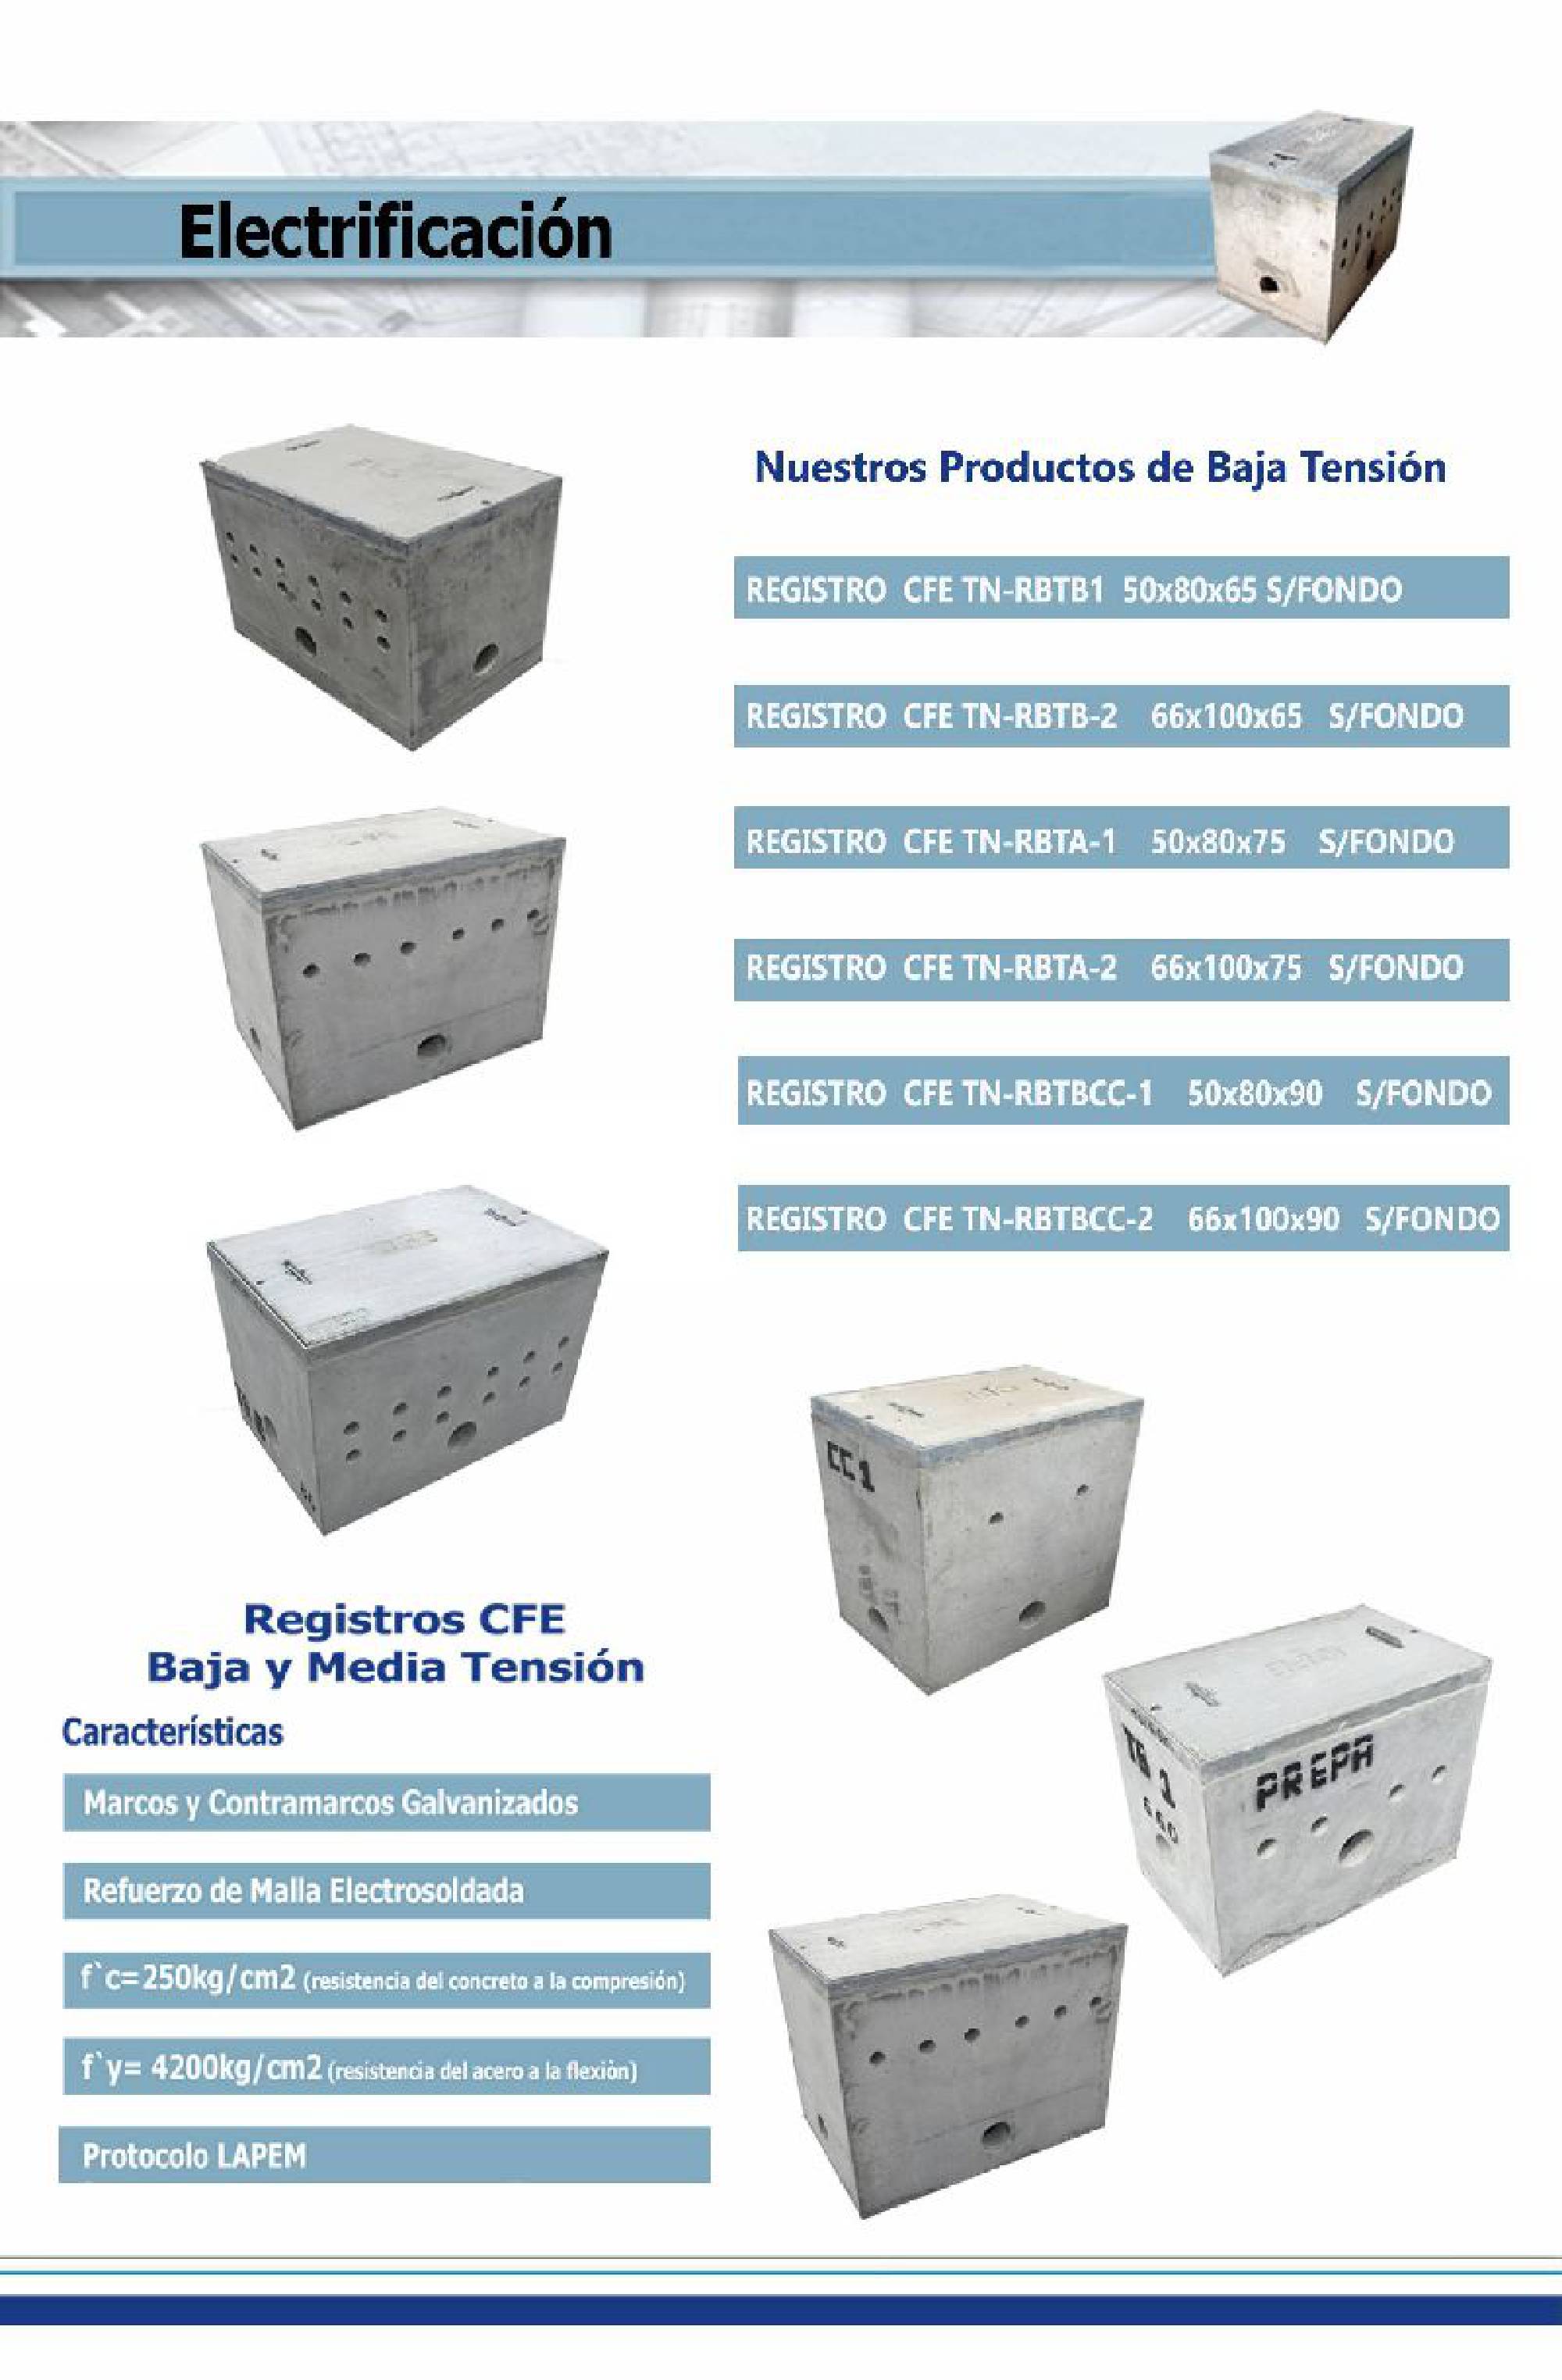 Electrificación
Nuestros Productos de Baja Tensión
REGISTRO CFE TN-RBTB1 50x80x65 S/FONDO
REGISTRO CFE TN-RBTB-2 66x100x65 S/FONDO
REGISTRO CFE TN-RBTA-1 50x80x75 S/FONDO
REGISTRO CFE TN-RBTA-2 66x100x75 S/FONDO
REGISTRO CFE TN-RBTBCC-1 50x80x90 S/FONDO
REGISTRO CFE TN-RBTBCC-2 66x100x90 S/FONDO
CC1
PREPA
TB 1
Registros CFE
Baja y Media Tensión
Características
Marcos y Contramarcos Galvanizados
Refuerzo de Malla Electrosoldada
f`c=250kg/cm2 (resistencia del concreto a la compresión)
f`y= 4200kg/cm2 (resistencia del acero a la flexiòn)
Protocolo LAPEM